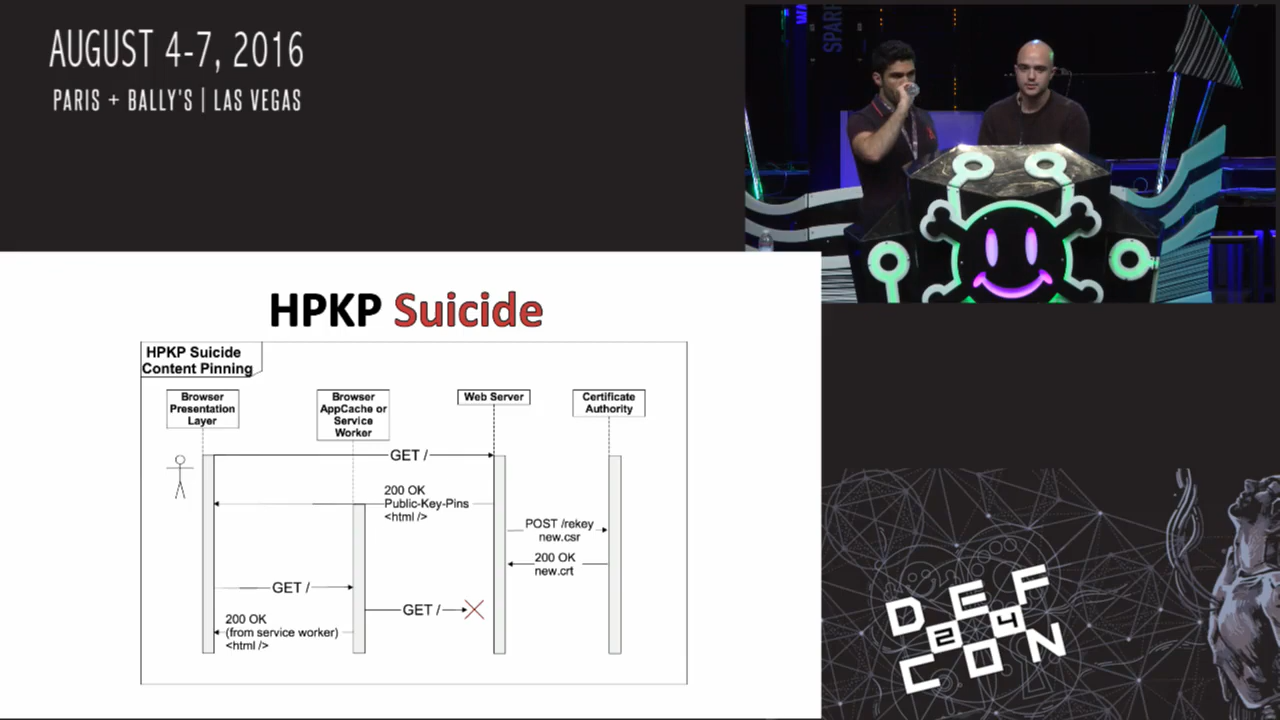 AUGUST 4-7, 2016
PARIS + BALLY'S | LAS VEGAS
SPARK
HPKP Suicide
HPKP Suicide
Content Pinning
Browser
Presentation
Layer
Browser
AppCache or
Service
Worker
Web Server
Certificate
Authority
GET /
200 OK
Public-Key-Pins
<html />
POST /rekey
new.csr
200 OK
new.crt
GET /
GET /
200 OK
(from service worker)
<html />
DEF
24
CON